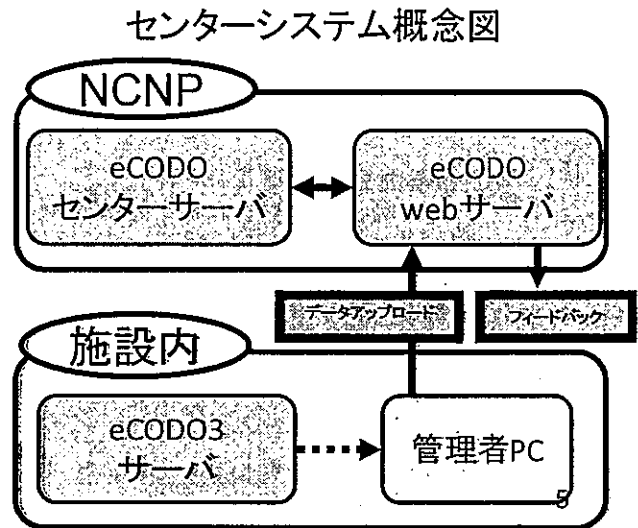 センターシステム概念図
NCNP
eCODO
センターサーバ
eCODO
webサーバ
データアップロード
フィードバック
施設内
eCODO3
サーバ
管理者PC
5